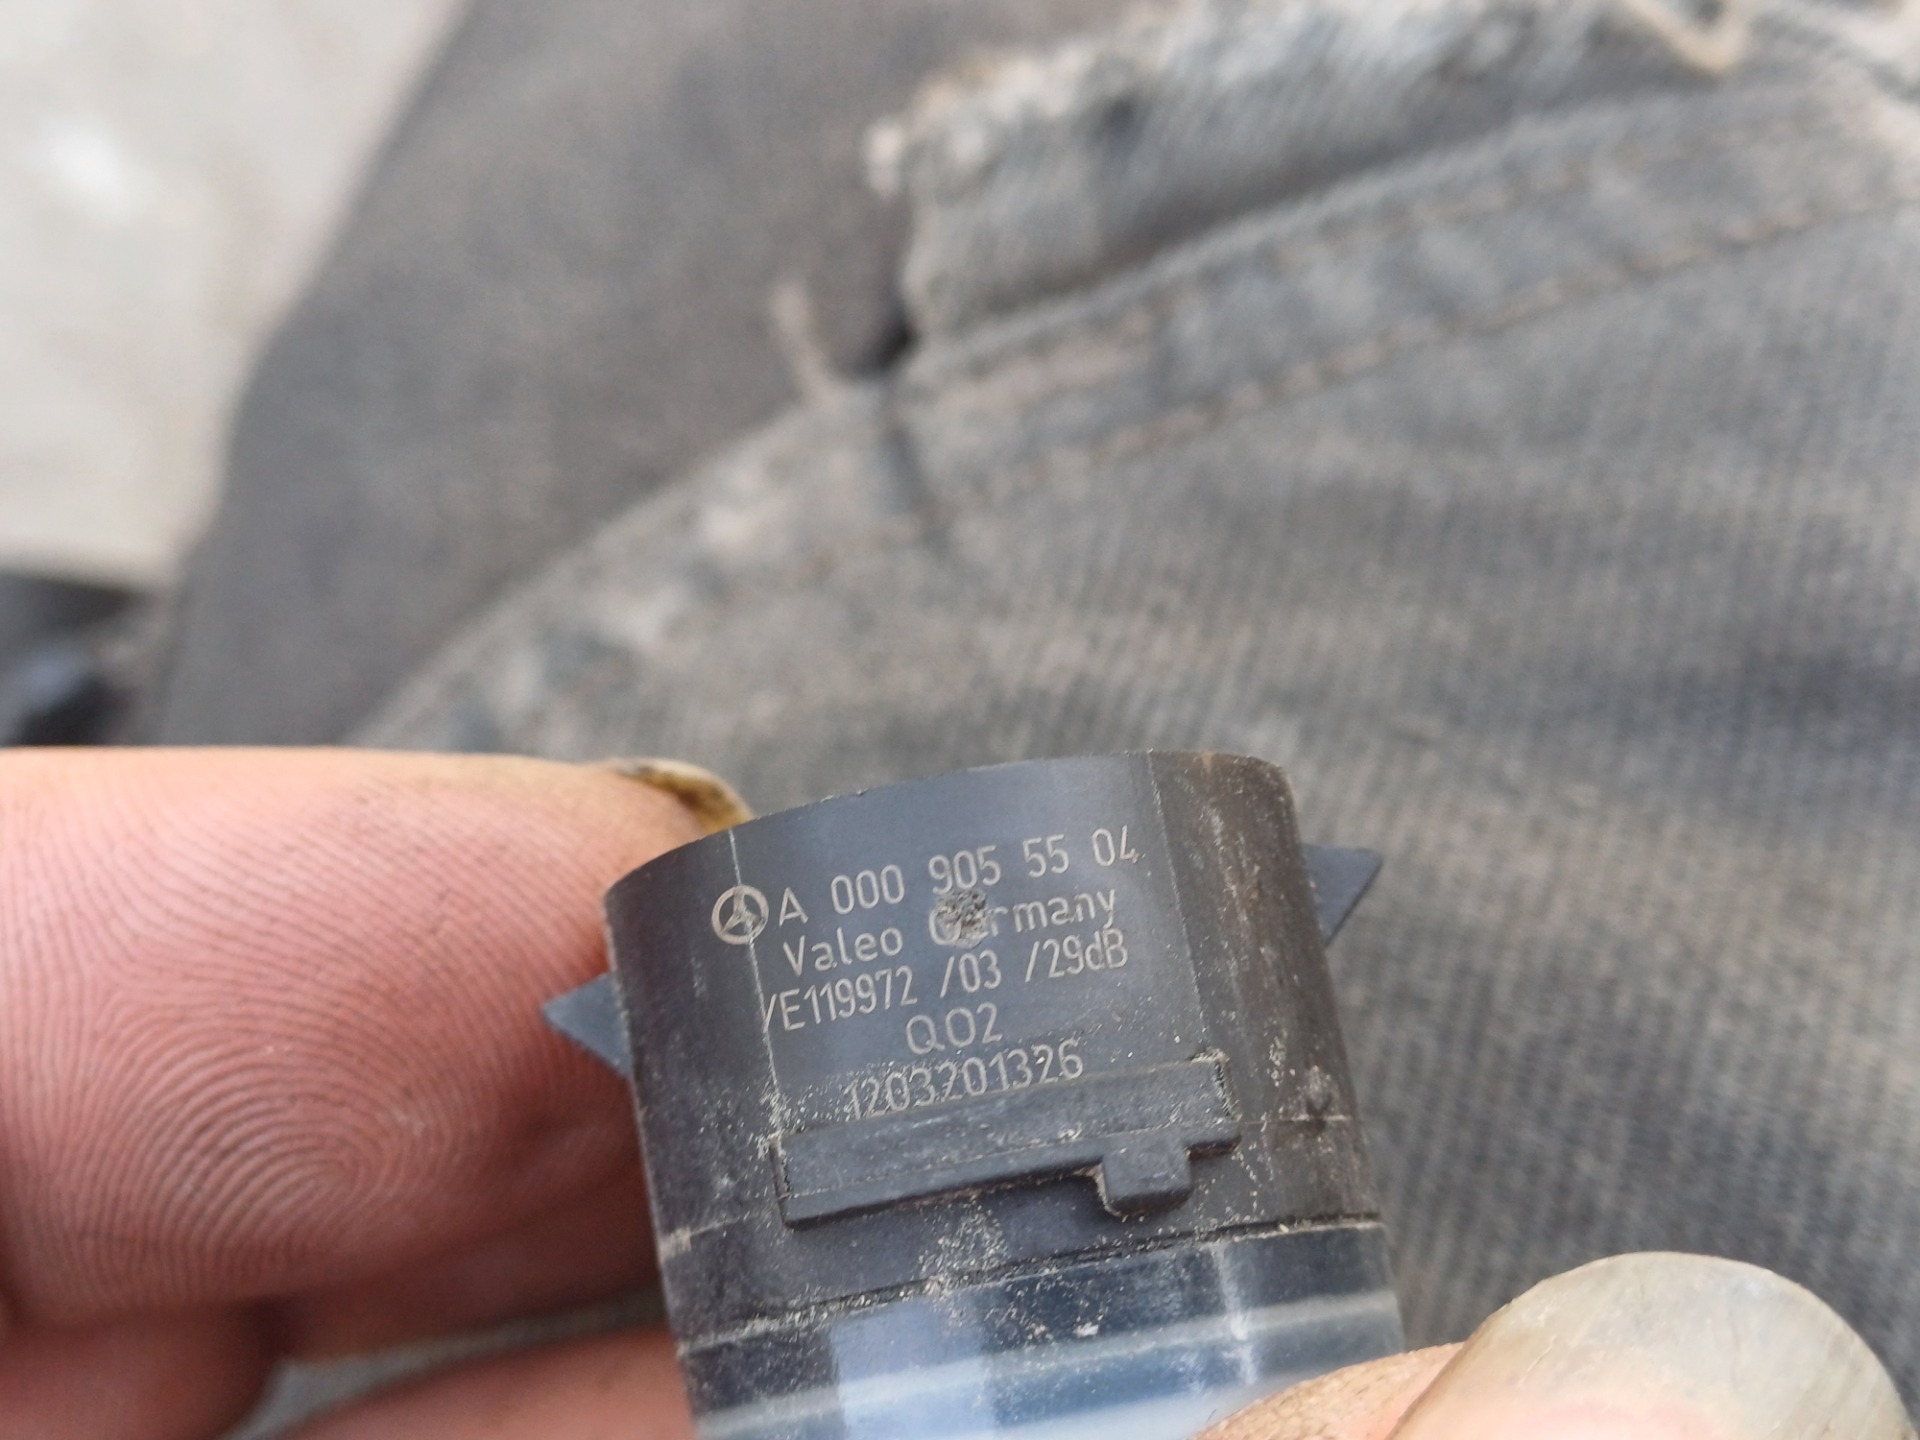 A 000 905 55 04
Valeo Germany
/E119972 /03 /29dB
Q02
1203201326